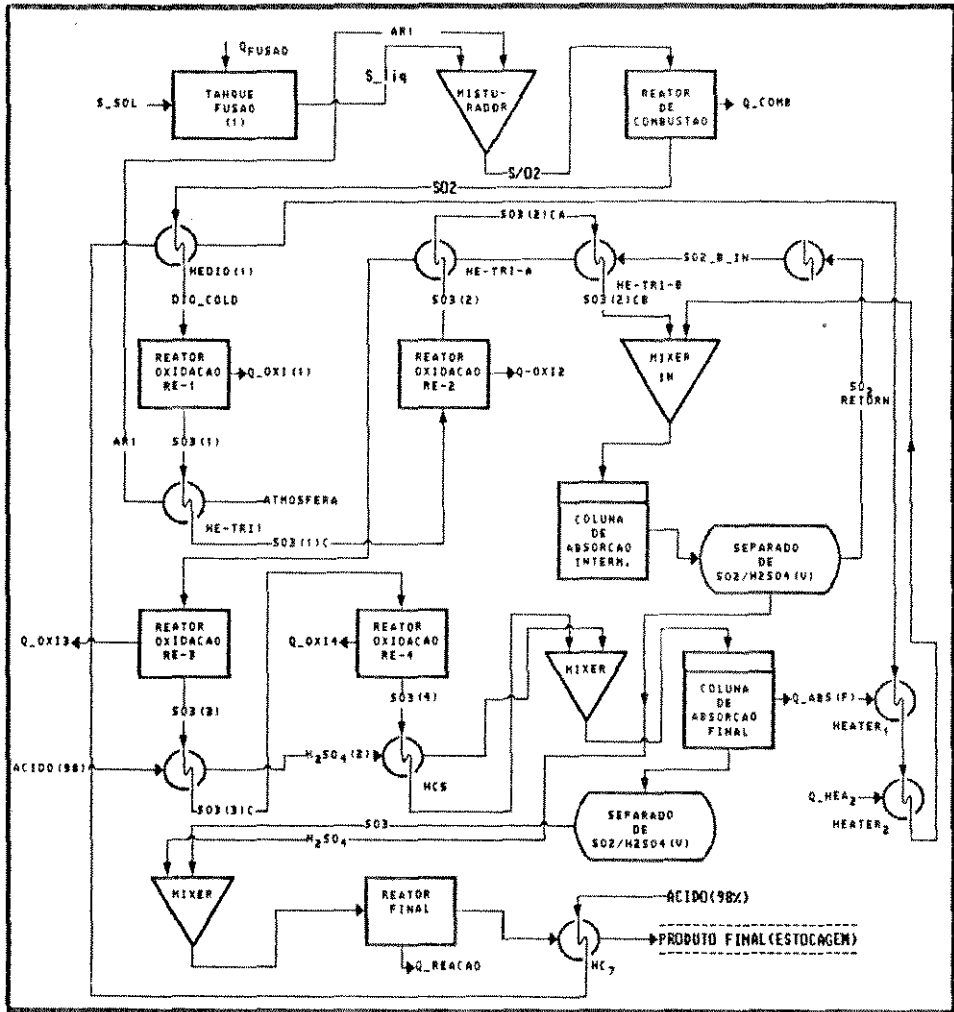 AR1
Q_FUSAO
S_liq
S_SOL
TANQUE
FUSAO
(1)
MISTU-
RADOR
REATOR
DE
COMBUSTAO
Q_COMB
S/O2
SO2
SO3(2)CA
MEDIO(1)
HE-TRI-A
SO2_B_IN
HE-TRI-B
DIO_COLD
SO3(2)
SO3(2)CB
REATOR
OXIDACAO
RE-1
Q_OXI(1)
REATOR
OXIDACAO
RE-2
Q-OXI2
MIXER
IN
SO2
RETORN
AR1
SO3(1)
ATMOSFERA
HE-TRI1
SO3(1)C
COLUNA
DE
ABSORCAO
INTERM.
SEPARADO
DE
SO2/H2SO4(V)
Q_OXI3
REATOR
OXIDACAO
RE-3
Q_OXI4
REATOR
OXIDACAO
RE-4
MIXER
COLUNA
DE
ABSORCAO
FINAL
Q_ABS(F)
HEATER1
SO3(3)
SO3(4)
ACIDO(98)
H2SO4(2)
HC5
SO3(3)C
Q_HEA2
HEATER2
SO3
H2SO4
SEPARADO
DE
SO2/H2SO4(V)
MIXER
REATOR
FINAL
ACIDO(98%)
PRODUTO FINAL(ESTOCAGEM)
HC7
Q_REACAO